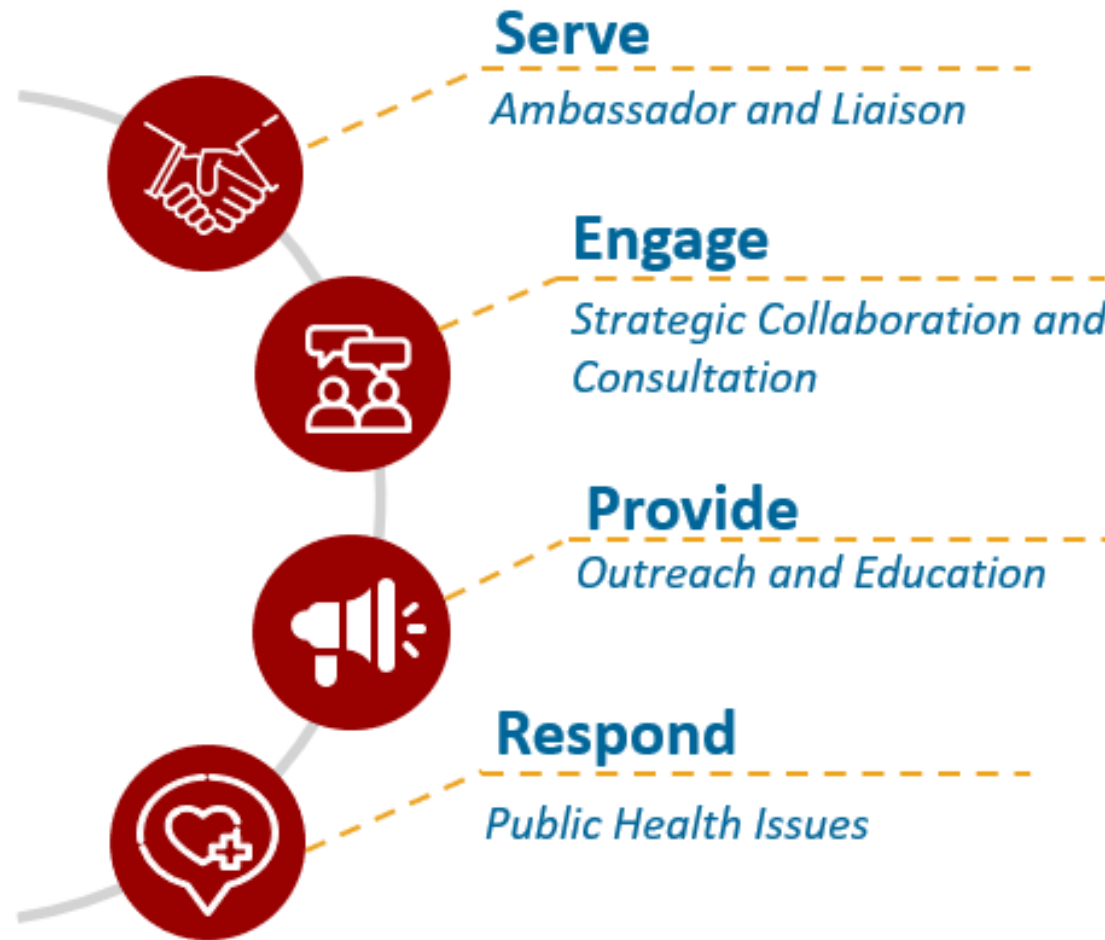 Serve
Ambassador and Liaison
Engage
Strategic Collaboration and
Consultation
Provide
Outreach and Education
Respond
Public Health Issues